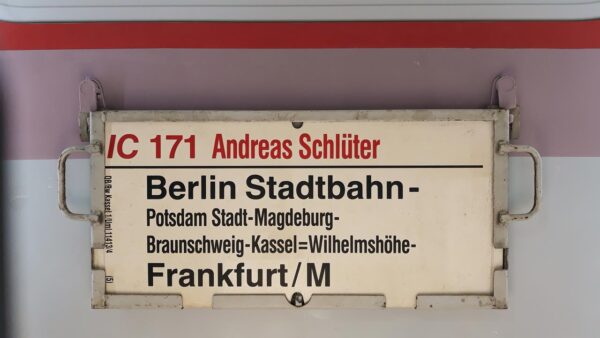 IC 171 Andreas Schlüter
Berlin Stadtbahn-
Potsdam Stadt-Magdeburg-
Braunschweig-Kassel=Wilhelmshöhe-
Frankfurt/M